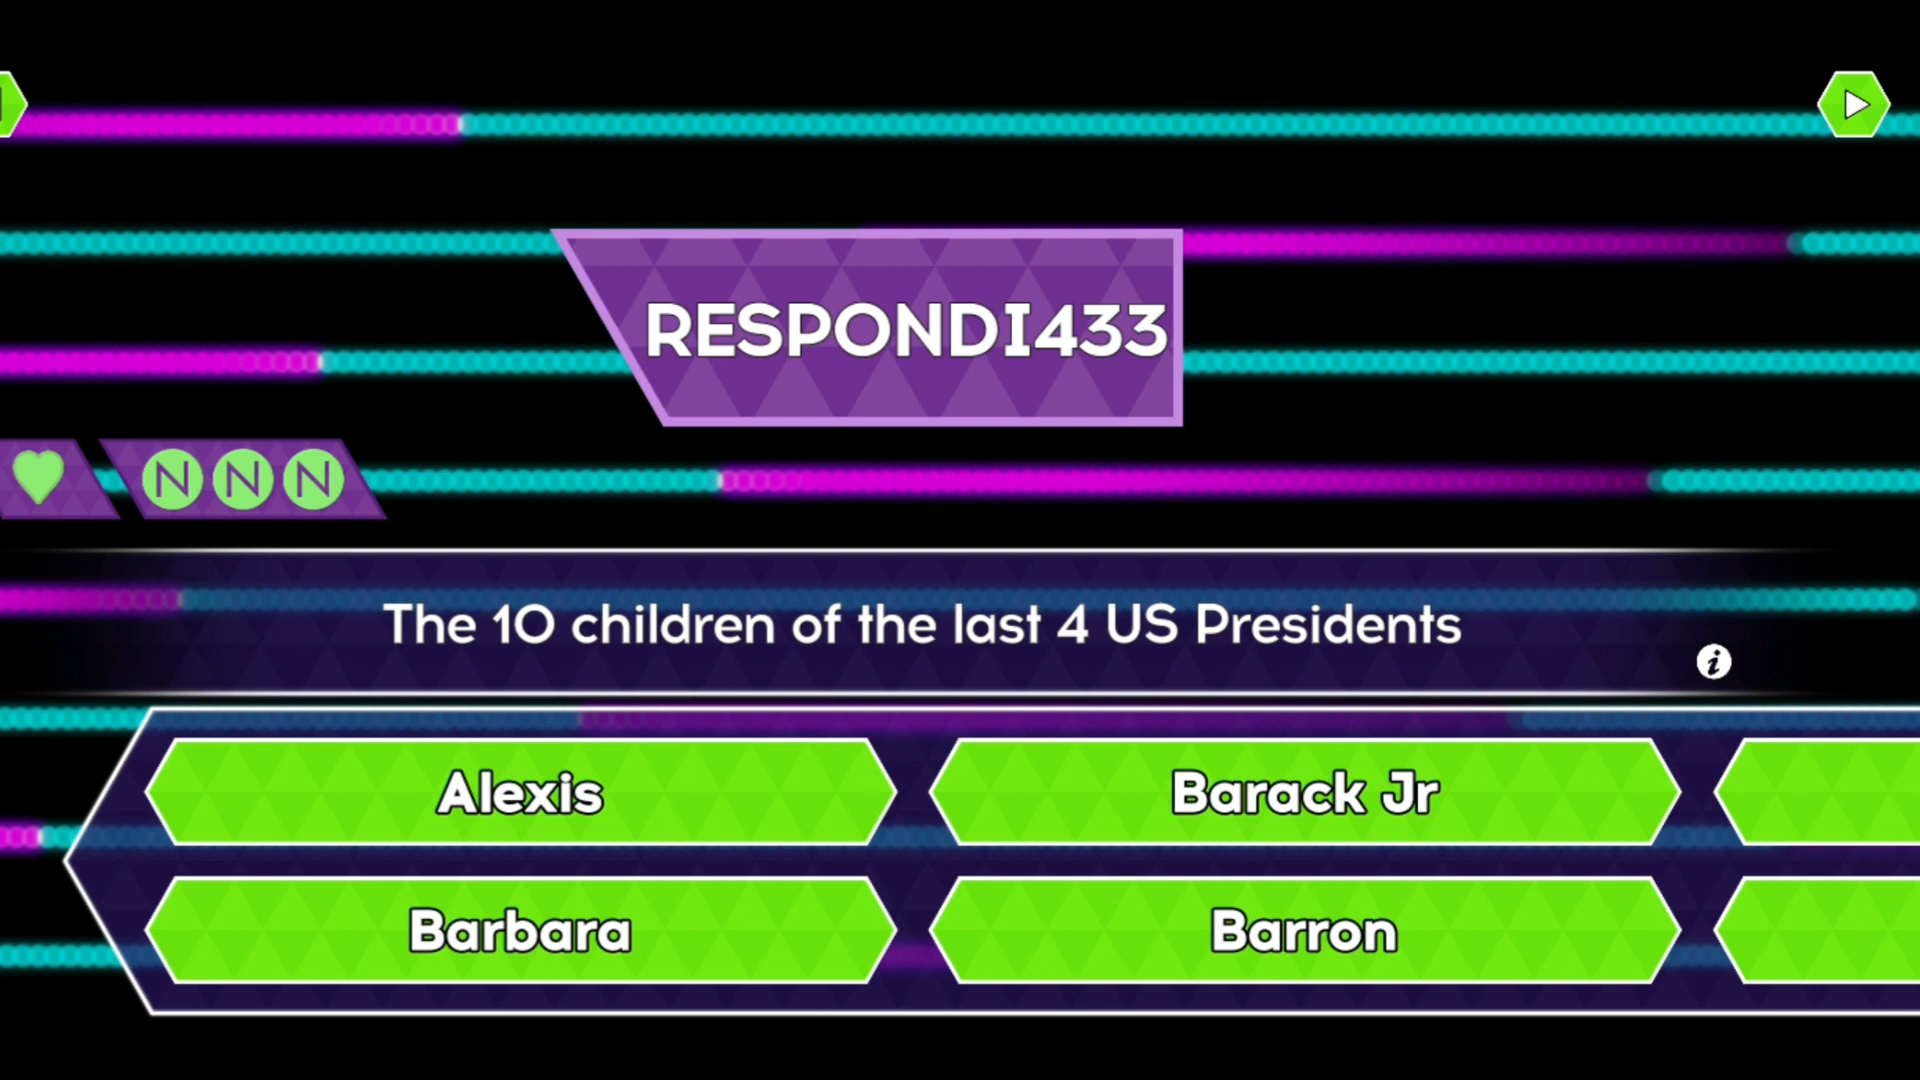 RESPONDI433
N N N
The 10 children of the last 4 US Presidents
i
Alexis
Barack Jr
Barbara
Barron